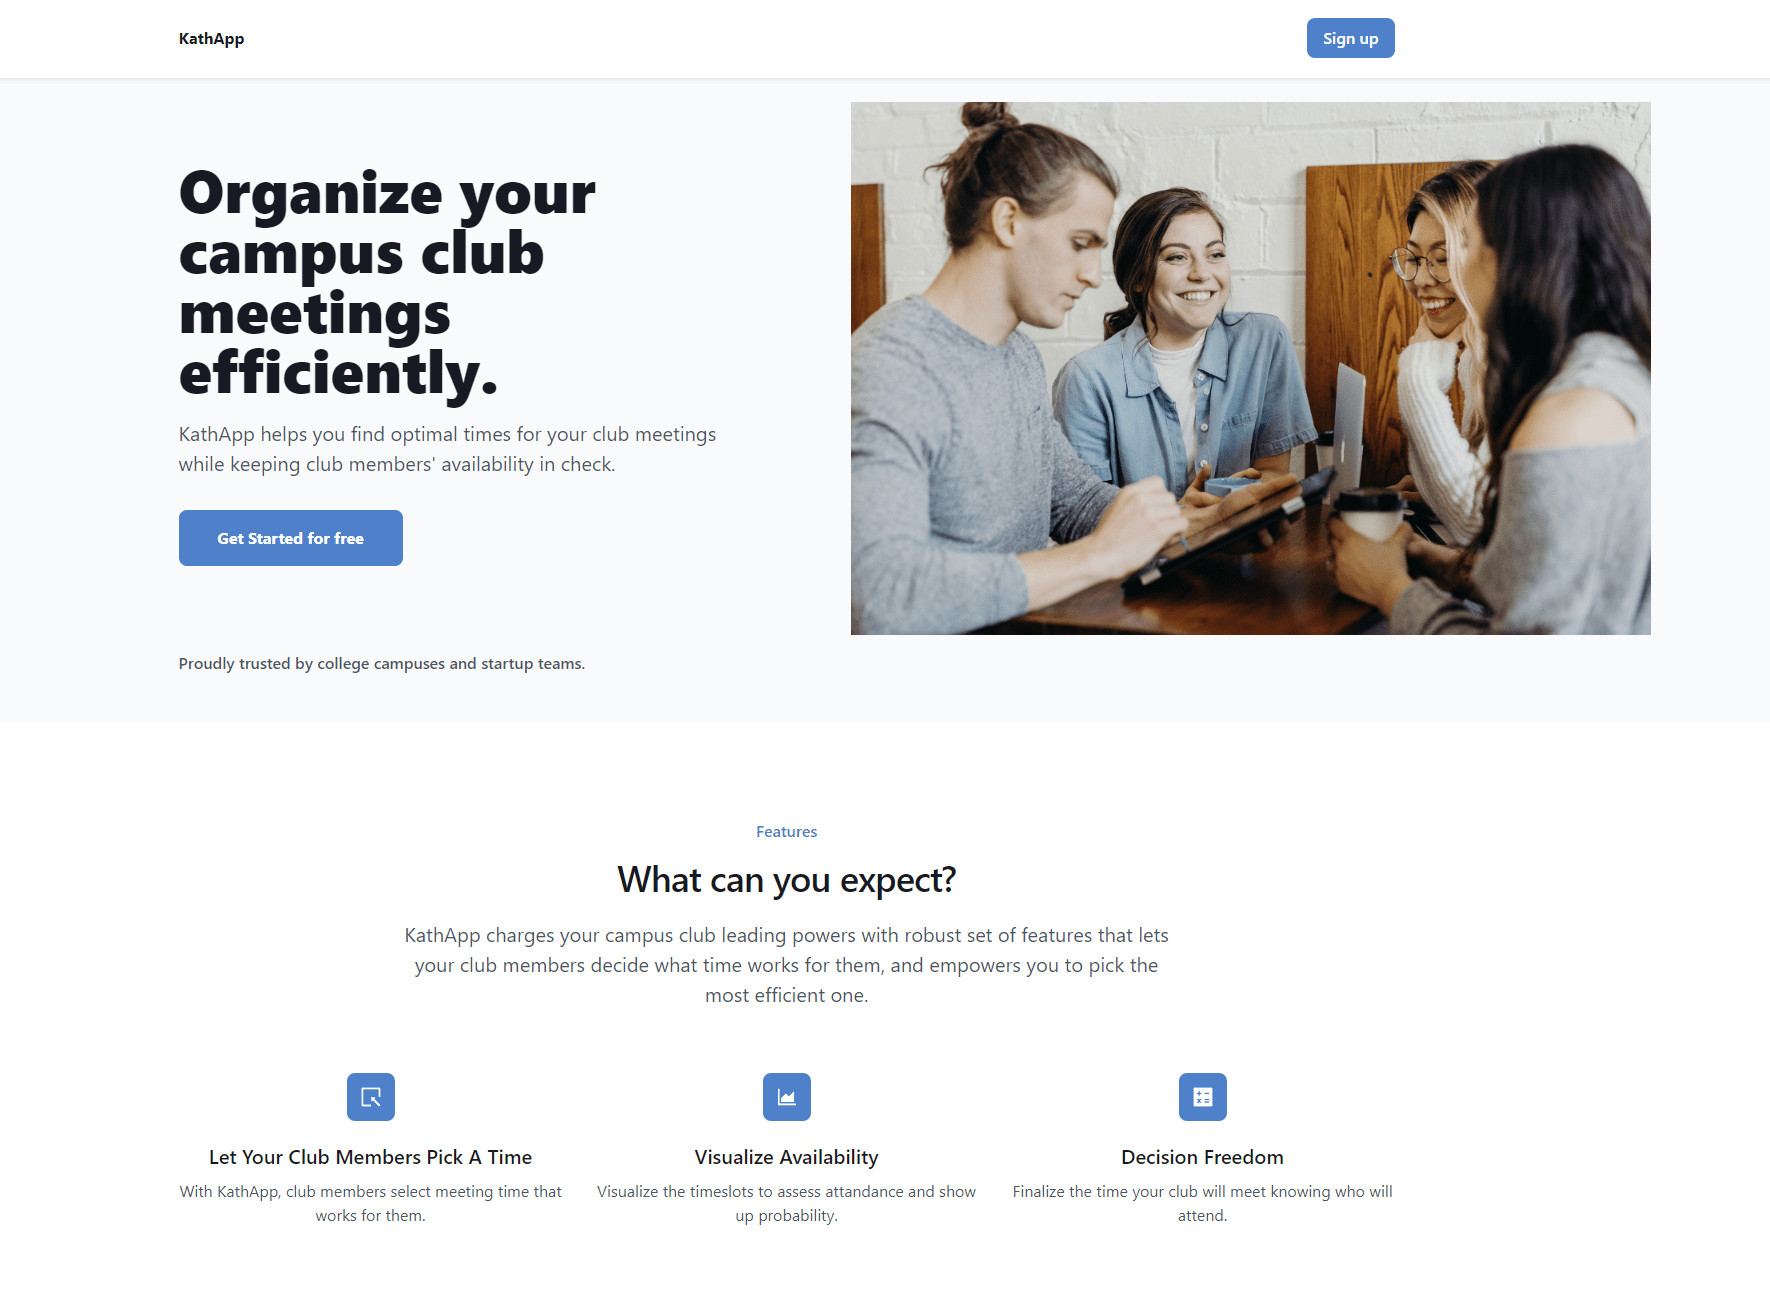 KathApp
Sign up
Organize your
campus club
meetings
efficiently.
KathApp helps you find optimal times for your club meetings
while keeping club members' availability in check.
Get Started for free
Proudly trusted by college campuses and startup teams.
Features
What can you expect?
KathApp charges your campus club leading powers with robust set of features that lets
your club members decide what time works for them, and empowers you to pick the
most efficient one.
Let Your Club Members Pick A Time
With KathApp, club members select meeting time that
works for them.
Visualize Availability
Visualize the timeslots to assess attandance and show
up probability.
Decision Freedom
Finalize the time your club will meet knowing who will
attend.